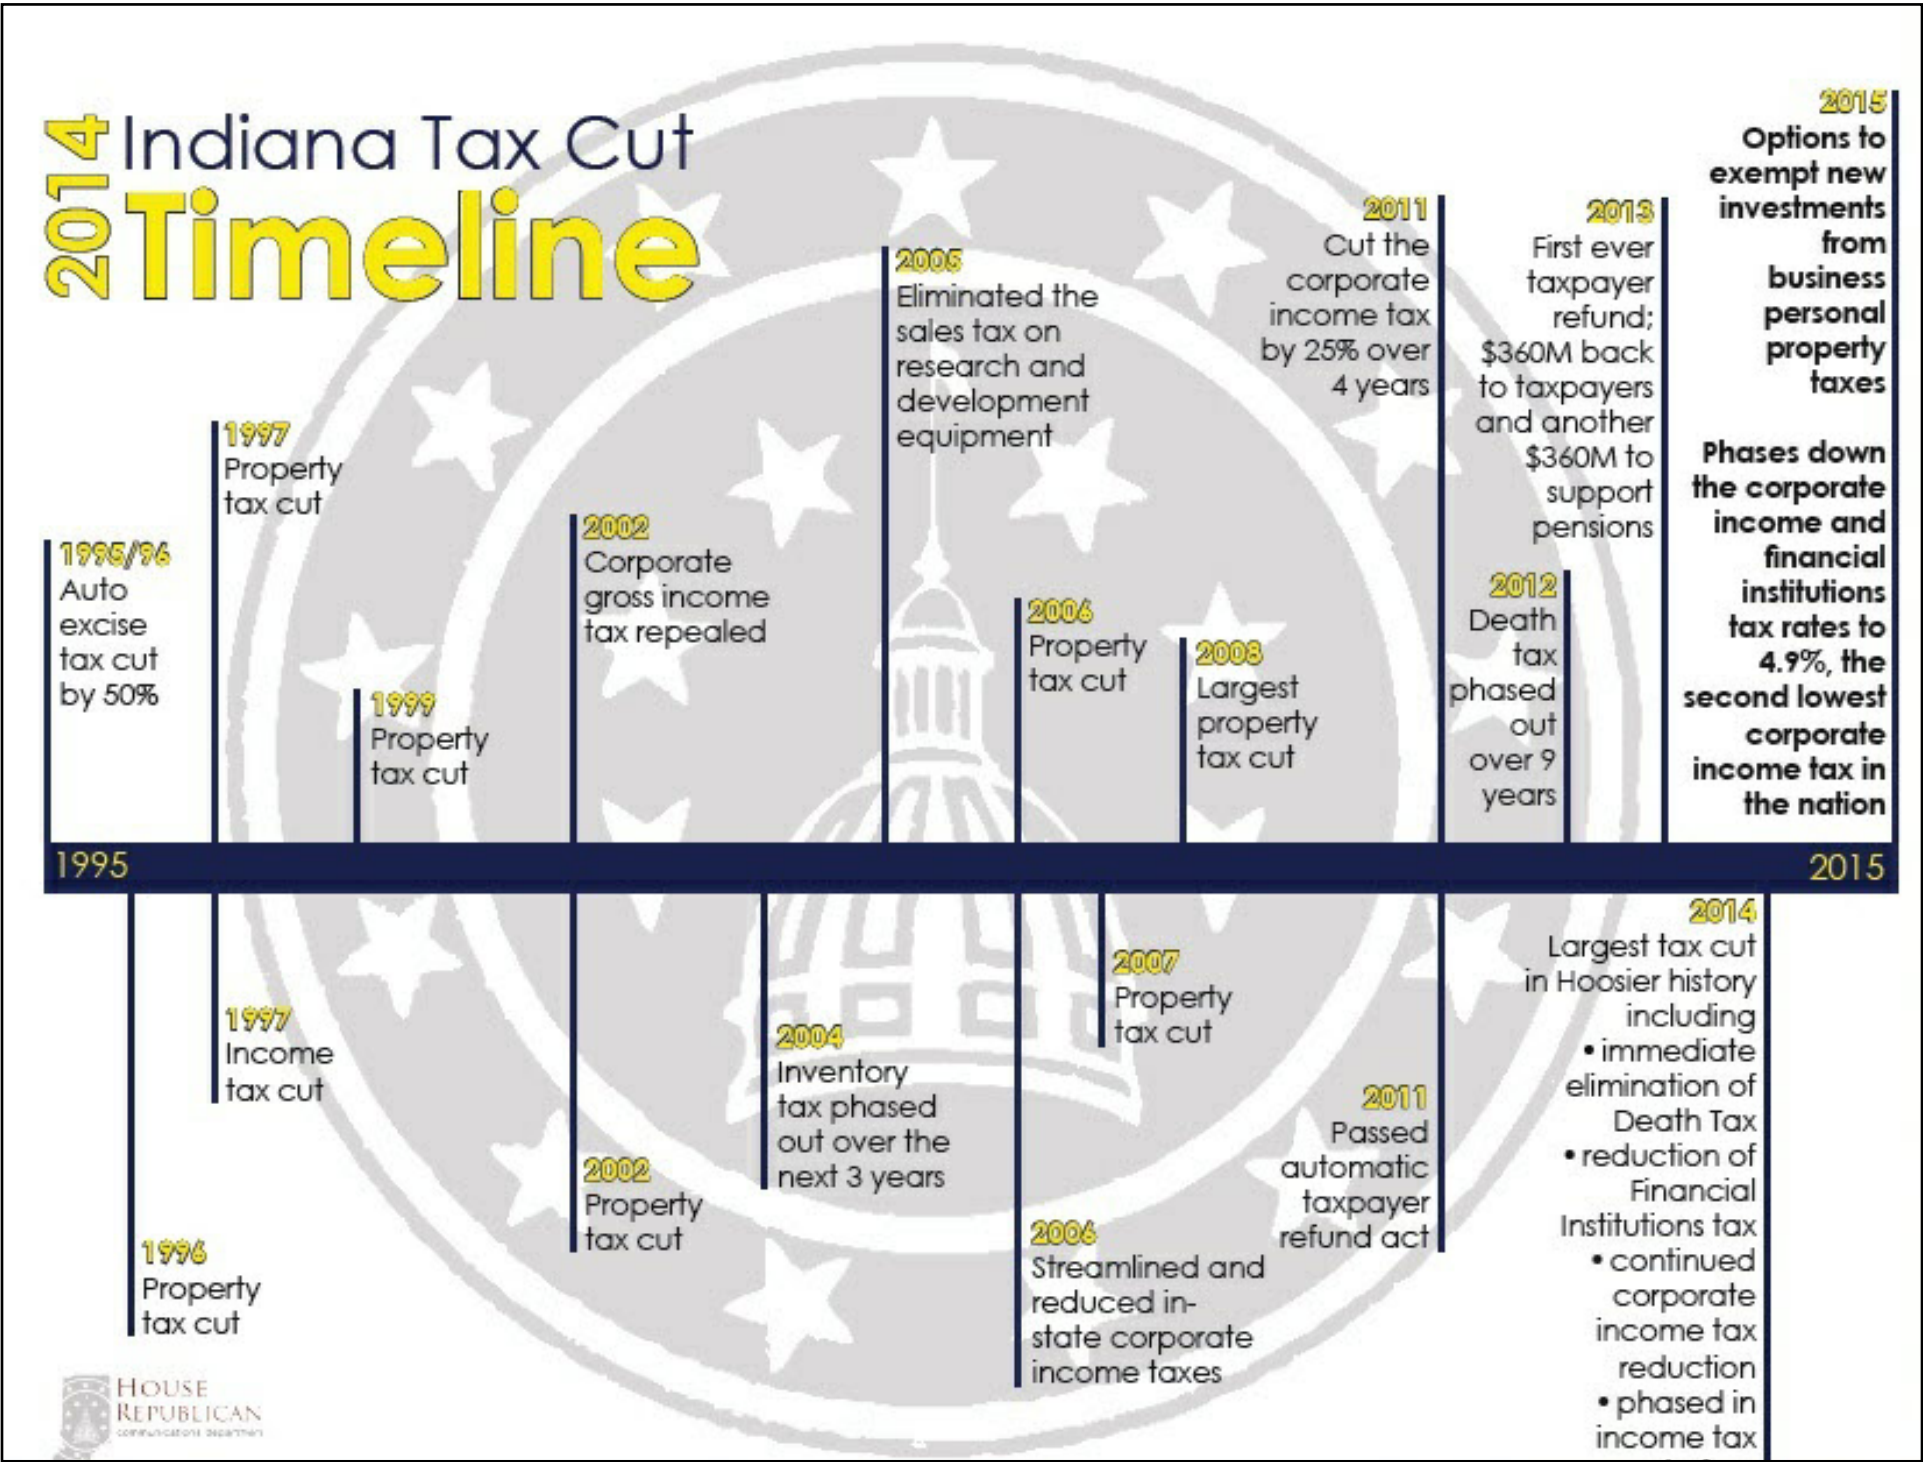 2014
Indiana Tax Cut
Timeline
1995/96
Auto
excise
tax cut
by 50%
1997
Property
tax cut
1999
Property
tax cut
2002
Corporate
gross income
tax repealed
2005
Eliminated the
sales tax on
research and
development
equipment
2006
Property
tax cut
2008
Largest
property
tax cut
2011
Cut the
corporate
income tax
by 25% over
4 years
2012
Death
tax
phased
out
over 9
years
2013
First ever
taxpayer
refund;
$360M back
to taxpayers
and another
$360M to
support
pensions
2015
Options to
exempt new
investments
from
business
personal
property
taxes
Phases down
the corporate
income and
financial
institutions
tax rates to
4.9%, the
second lowest
corporate
income tax in
the nation
1995
2015
1996
Property
tax cut
1997
Income
tax cut
2002
Property
tax cut
2004
Inventory
tax phased
out over the
next 3 years
2006
Streamlined and
reduced in-
state corporate
income taxes
2007
Property
tax cut
2011
Passed
automatic
taxpayer
refund act
2014
Largest tax cut
in Hoosier history
including
• immediate
elimination of
Death Tax
• reduction of
Financial
Institutions tax
• continued
corporate
income tax
reduction
• phased in
income tax
HOUSE
REPUBLICAN
communications department